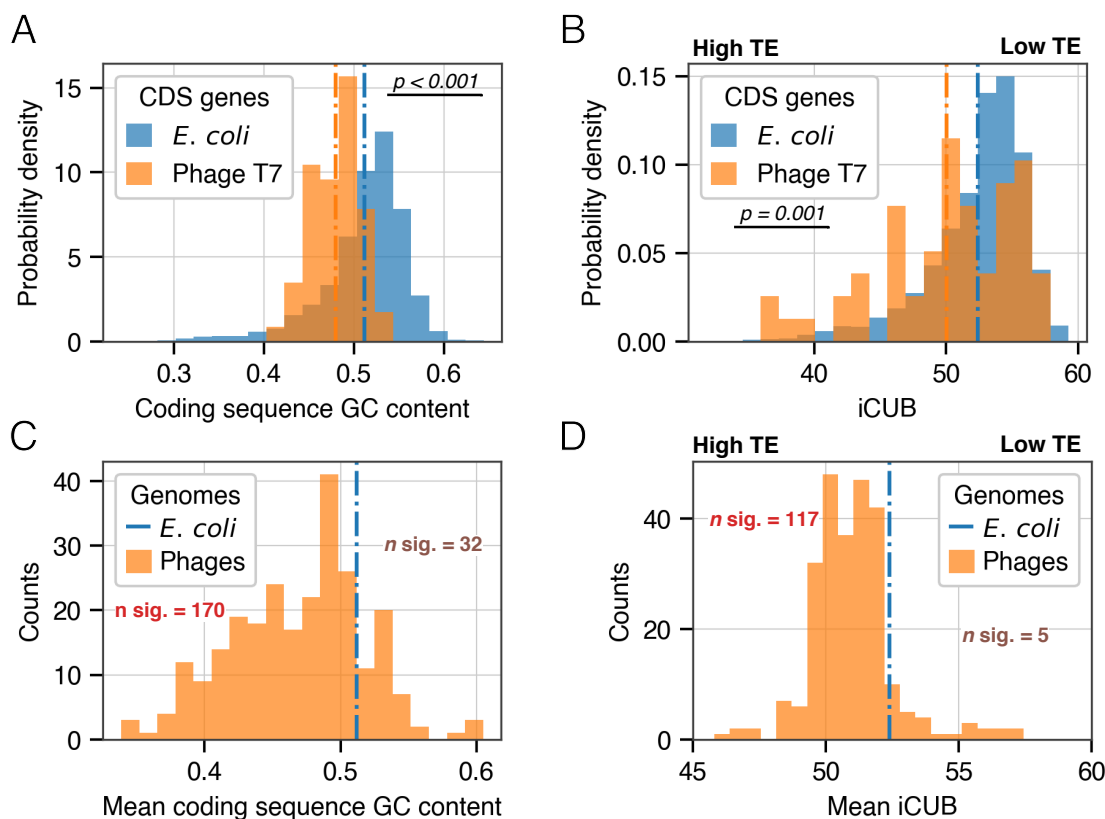 A
CDS genes
E. coli
Phage T7
p < 0.001
Probability density
15
10
5
0
0.3 0.4 0.5 0.6
Coding sequence GC content
B
High TE Low TE
CDS genes
E. coli
Phage T7
p = 0.001
Probability density
0.15
0.10
0.05
0.00
40 50 60
iCUB
C
Genomes
E. coli
Phages
n sig. = 32
n sig. = 170
Counts
40
30
20
10
0
0.4 0.5 0.6
Mean coding sequence GC content
D
High TE Low TE
n sig. = 117
Genomes
E. coli
Phages
n sig. = 5
Counts
40
20
0
45 50 55 60
Mean iCUB